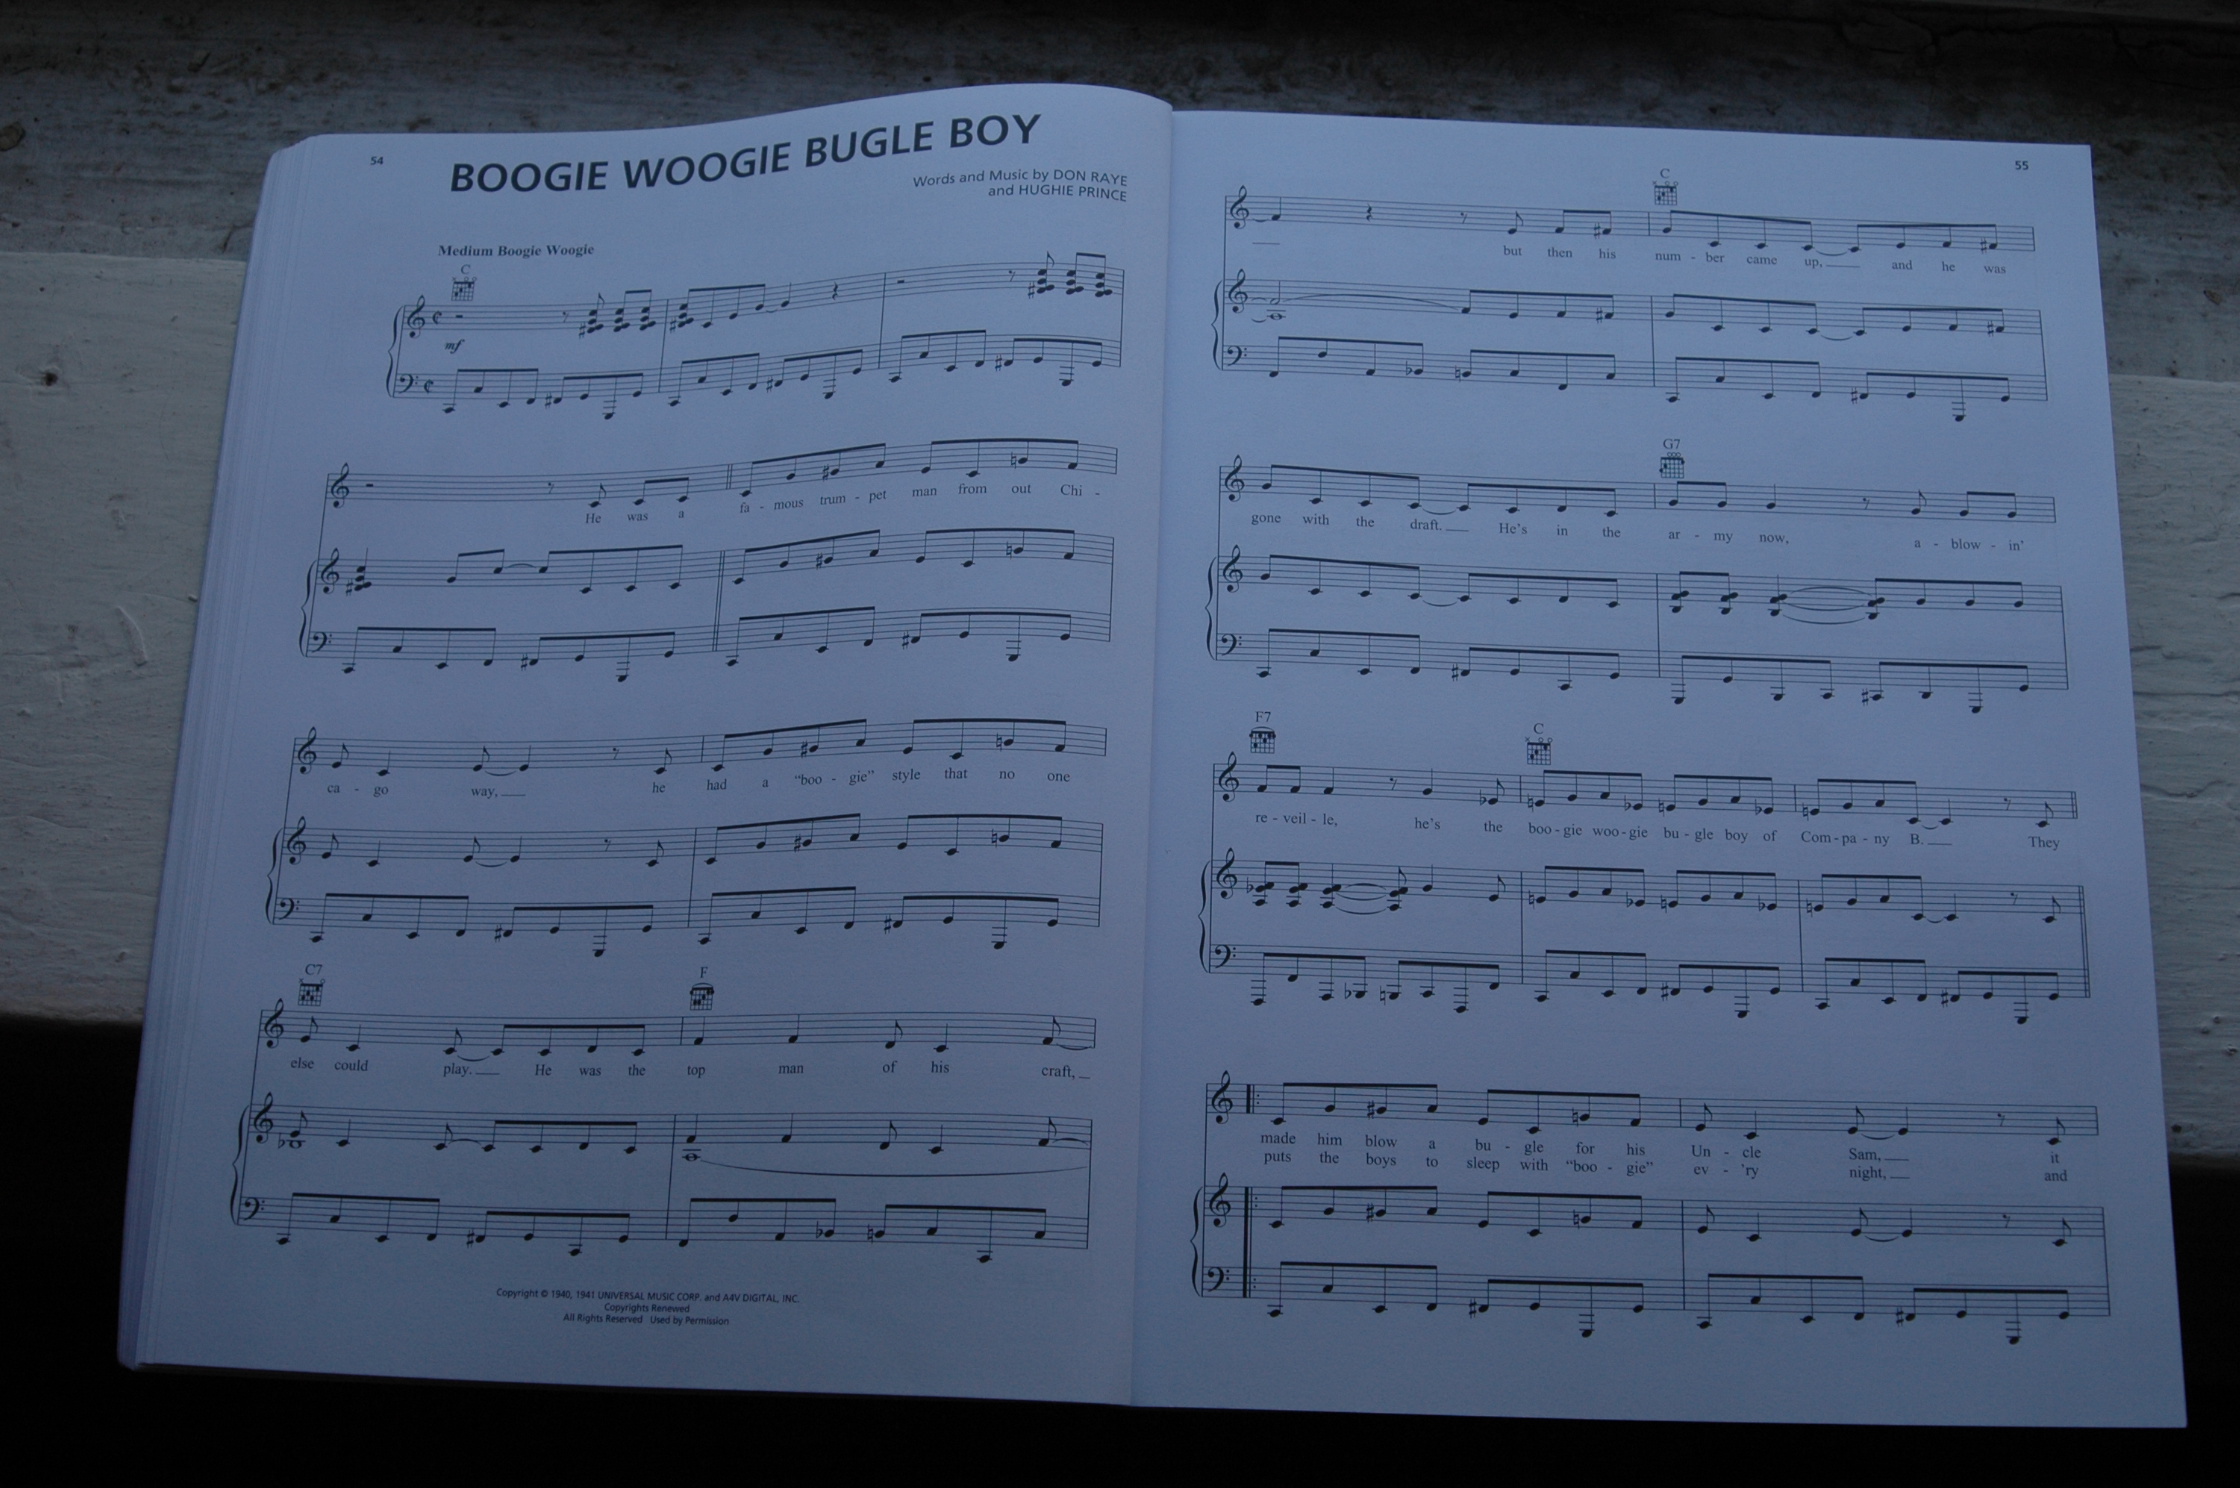 54
BOOGIE WOOGIE BUGLE BOY
Words and Music by DON RAYE
and HUGHIE PRINCE
Medium Boogie Woogie
C
mf
He was a fa - mous trum - pet man from out Chi -
ca - go way, he had a “boo - gie” style that no one
C7 F
else could play. He was the top man of his craft,
Copyright © 1940, 1941 UNIVERSAL MUSIC CORP. and A4V DIGITAL, INC.
Copyrights Renewed
All Rights Reserved Used by Permission
55
C
but then his num - ber came up, and he was
G7
gone with the draft. He's in the ar - my now, a - blow - in'
F7 C
re - veil - le, he's the boo - gie woo - gie bu - gle boy of Com - pa - ny B. They
made him blow a bu - gle for his Un - cle Sam, it
puts the boys to sleep with “boo - gie” ev - 'ry night, and